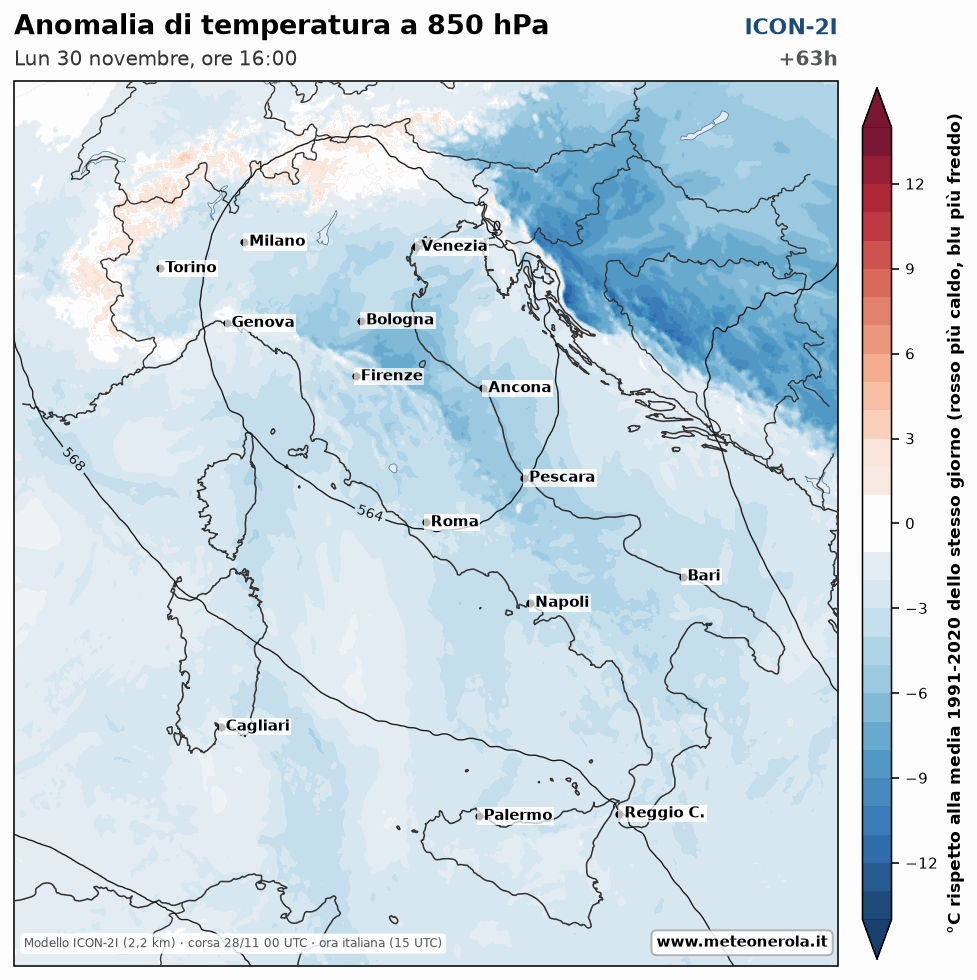 Anomalia di temperatura a 850 hPa
ICON-2I
Lun 30 novembre, ore 16:00
+63h
Milano
Venezia
Torino
Genova
Bologna
Firenze
Ancona
568
Pescara
564
Roma
Bari
Napoli
Cagliari
Palermo
Reggio C.
Modello ICON-2I (2,2 km) · corsa 28/11 00 UTC · ora italiana (15 UTC)
www.meteonerola.it
12
9
6
3
0
−3
−6
−9
−12
°C rispetto alla media 1991-2020 dello stesso giorno (rosso più caldo, blu più freddo)